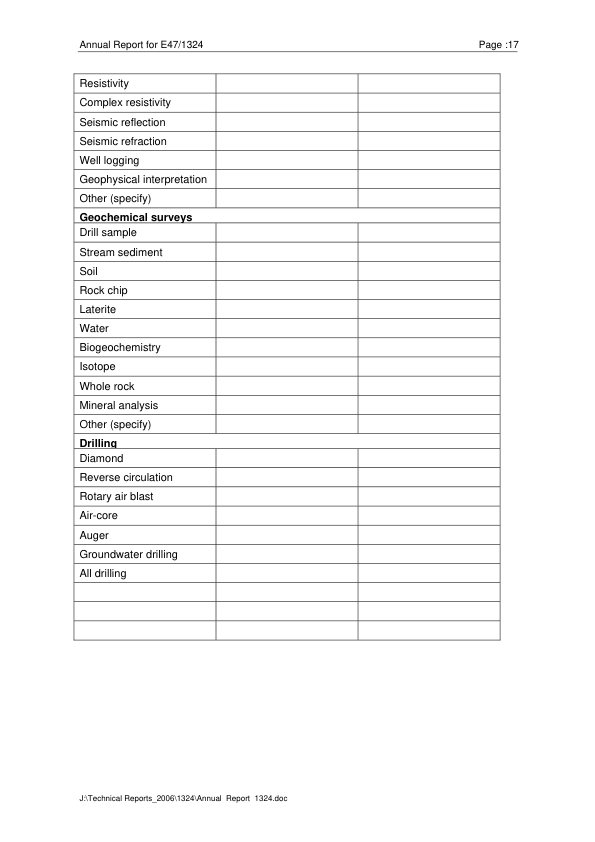 Annual Report for E47/1324 Page :17
Resistivity
Complex resistivity
Seismic reflection
Seismic refraction
Well logging
Geophysical interpretation
Other (specify)
Geochemical surveys
Drill sample
Stream sediment
Soil
Rock chip
Laterite
Water
Biogeochemistry
Isotope
Whole rock
Mineral analysis
Other (specify)
Drilling
Diamond
Reverse circulation
Rotary air blast
Air-core
Auger
Groundwater drilling
All drilling
J:\Technical Reports_2006\1324\Annual Report 1324.doc